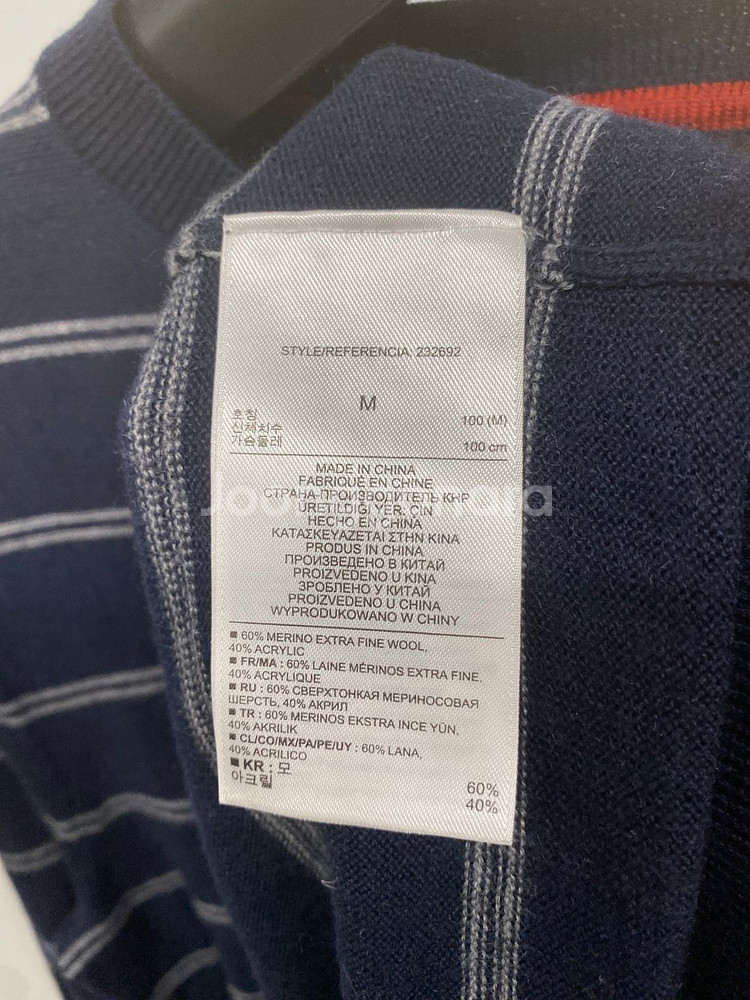 STYLE/REFERENCIA: 232692
M
호칭 100 (M)
신체치수
가슴둘레 100 cm
MADE IN CHINA
FABRIQUÉ EN CHINE
СТРАНА-ПРОИЗВОДИТЕЛЬ КНР
ÜRETILDIĞI YER: ÇIN
HECHO EN CHINA
ΚΑΤΑΣΚΕΥΑΖΕΤΑΙ ΣΤΗΝ ΚΙΝΑ
PRODUS IN CHINA
ПРОИЗВЕДЕНО В КИТАЙ
PROIZVEDENO U KINA
ЗРОБЛЕНО У КИТАЙ
PROIZVEDENO U CHINA
WYPRODUKOWANO W CHINY
■ 60% MERINO EXTRA FINE WOOL,
40% ACRYLIC
■ FR/MA : 60% LAINE MÉRINOS EXTRA FINE,
40% ACRYLIQUE
■ RU : 60% СВЕРХТОНКАЯ МЕРИНОСОВАЯ
ШЕРСТЬ, 40% АКРИЛ
■ TR : 60% MERINOS EKSTRA INCE YÜN,
40% AKRILIK
■ CL/CO/MX/PA/PE/UY : 60% LANA,
40% ACRILICO
■ KR : 모 60%
아크릴 40%